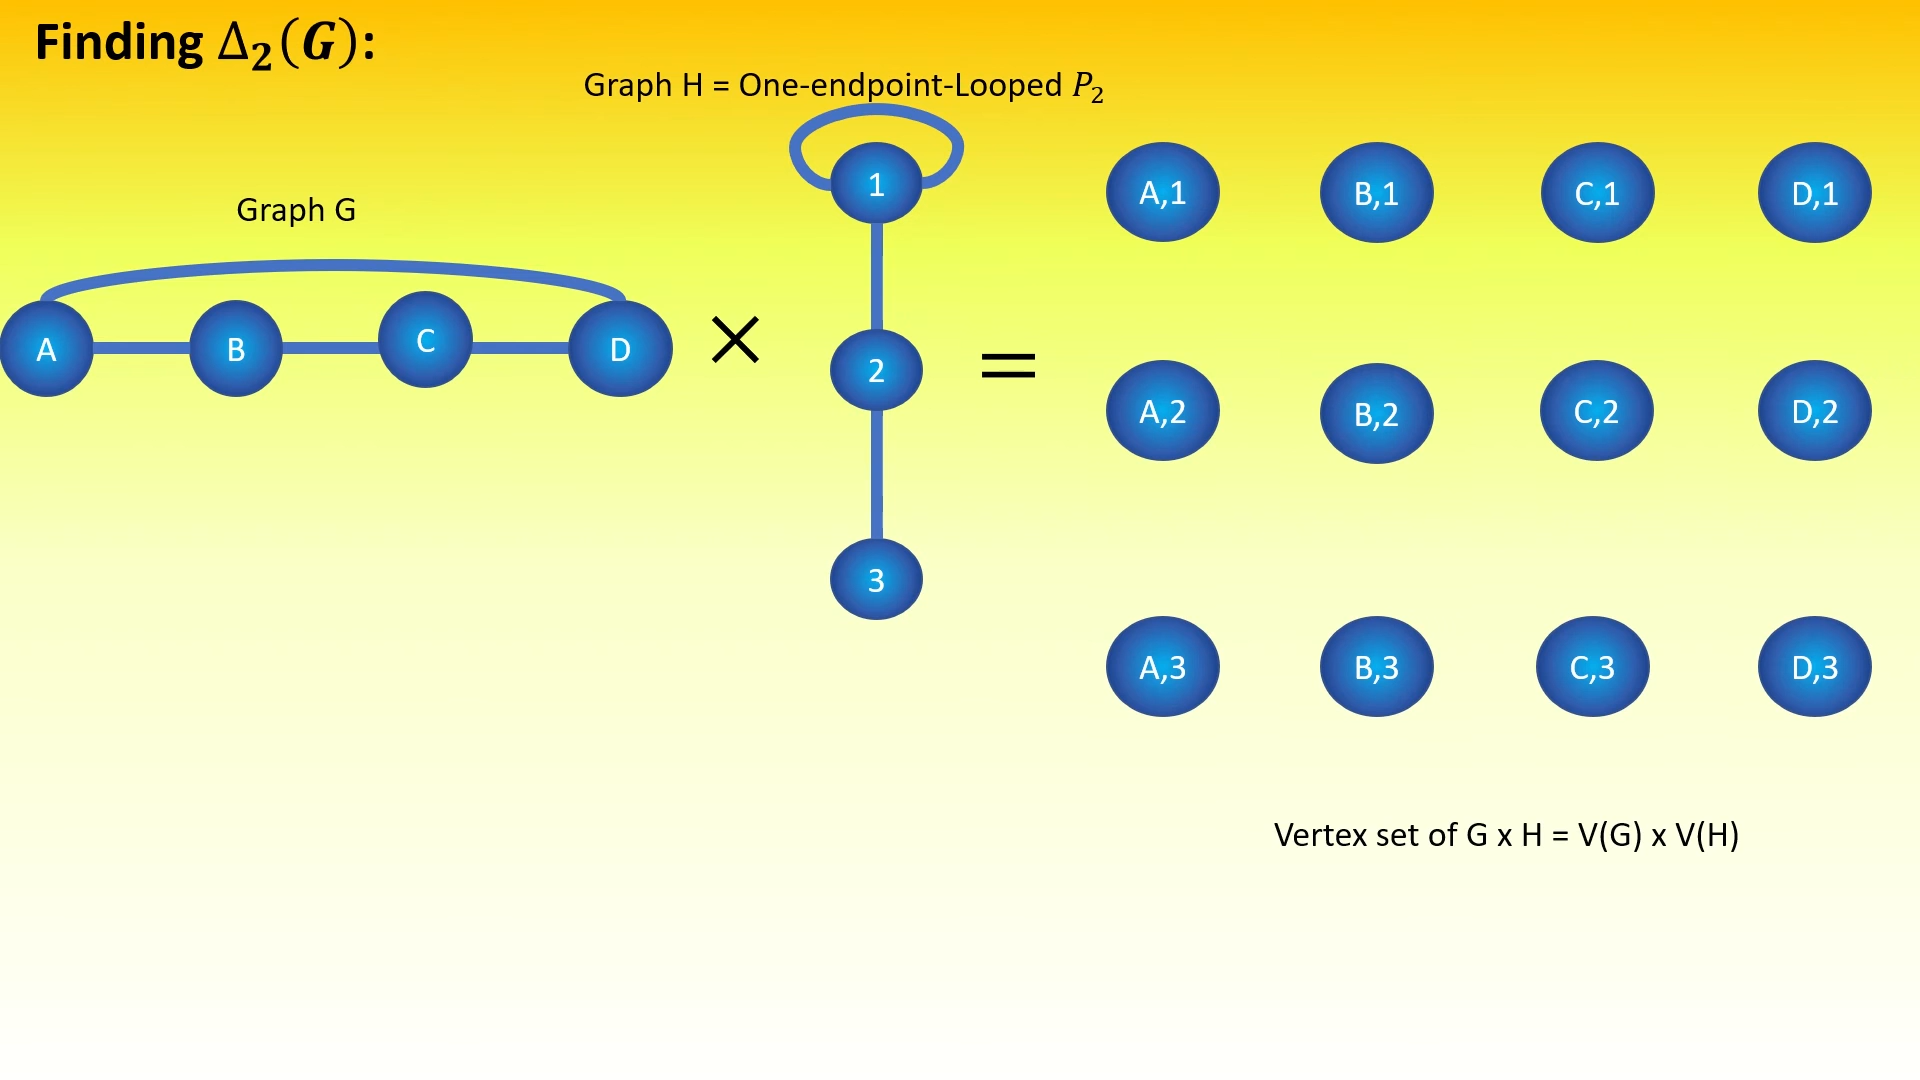 Finding Δ₂(G):
Graph H = One-endpoint-Looped P₂
Graph G
1
A,1 B,1 C,1 D,1
A B C D
×
2
=
A,2 B,2 C,2 D,2
3
A,3 B,3 C,3 D,3
Vertex set of G x H = V(G) x V(H)